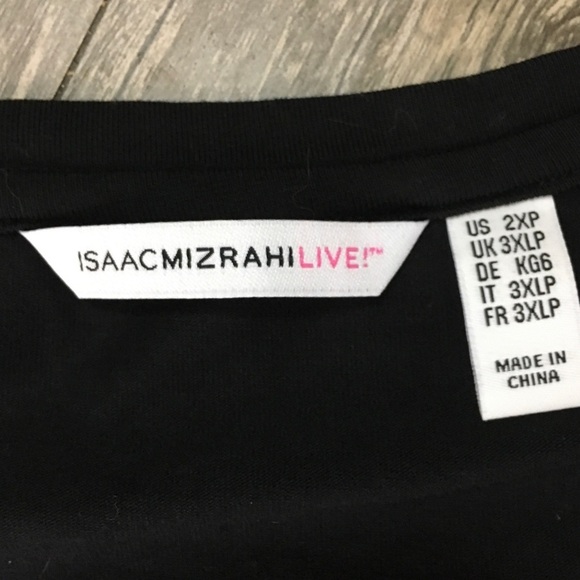 ISAACMIZRAHILIVE!™
US 2XP
UK 3XLP
DE KG6
IT 3XLP
FR 3XLP
MADE IN
CHINA